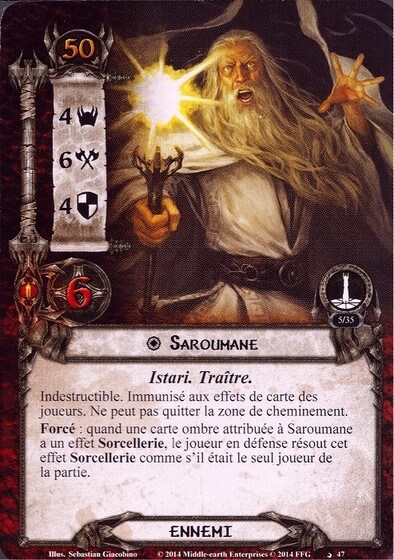 50
4
6
4
6
5/35
SAROUMANE
Istari. Traître.
Indestructible. Immunisé aux effets de carte des
joueurs. Ne peut pas quitter la zone de cheminement.
Forcé : quand une carte ombre attribuée à Saroumane
a un effet Sorcellerie, le joueur en défense résout cet
effet Sorcellerie comme s'il était le seul joueur de
la partie.
ENNEMI
Illus. Sebastian Giacobino © 2014 Middle-earth Enterprises © 2014 FFG 47